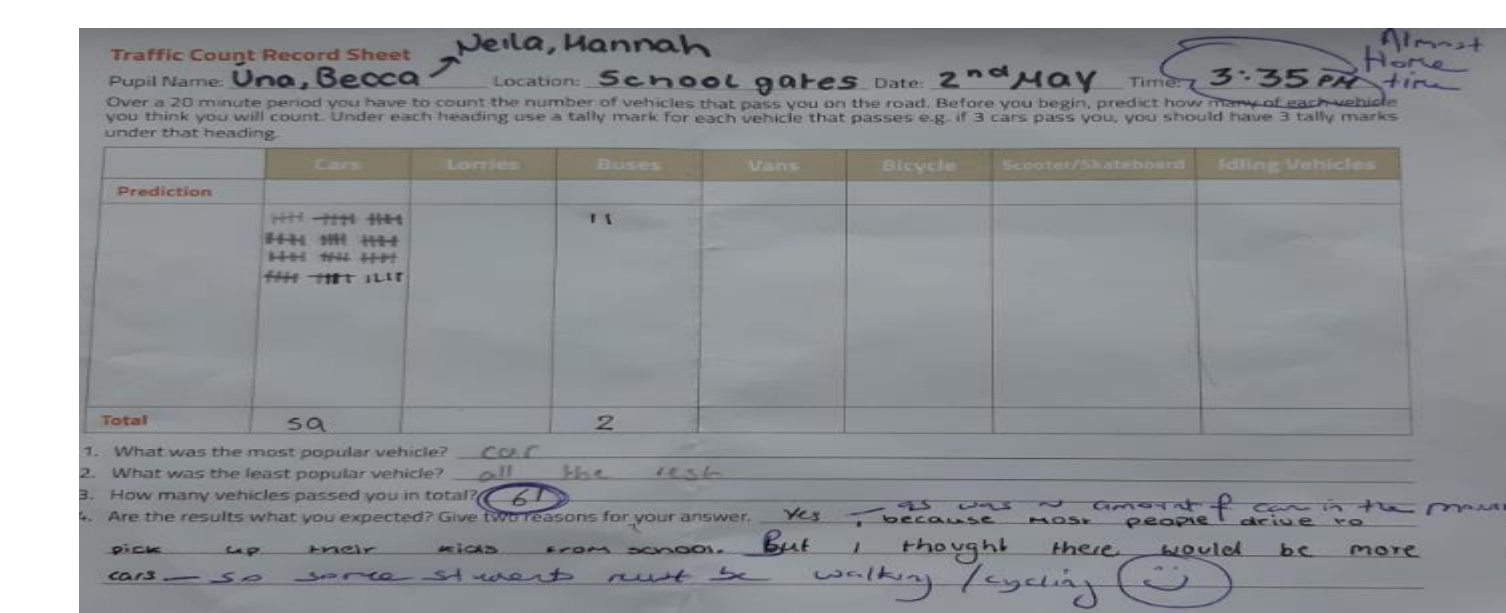 Traffic Count Record Sheet Neila, Hannah
Almost
Home
time
Pupil Name: Úna, Becca Location: School gates Date: 2nd May Time: 3:35 PM
Over a 20 minute period you have to count the number of vehicles that pass you on the road. Before you begin, predict how many of each vehicle
you think you will count. Under each heading use a tally mark for each vehicle that passes e.g. if 3 cars pass you, you should have 3 tally marks
under that heading.
Cars Lorries Buses Vans Bicycle Scooter/Skateboard Idling Vehicles
Prediction
Total 59 2
1. What was the most popular vehicle? car
2. What was the least popular vehicle? all the rest
3. How many vehicles passed you in total? 61
4. Are the results what you expected? Give two reasons for your answer. Yes, as was amount of car in the
because most people drive to
pick up their kids from school. But I thought there would be more
cars — so some students must be walking / cycling